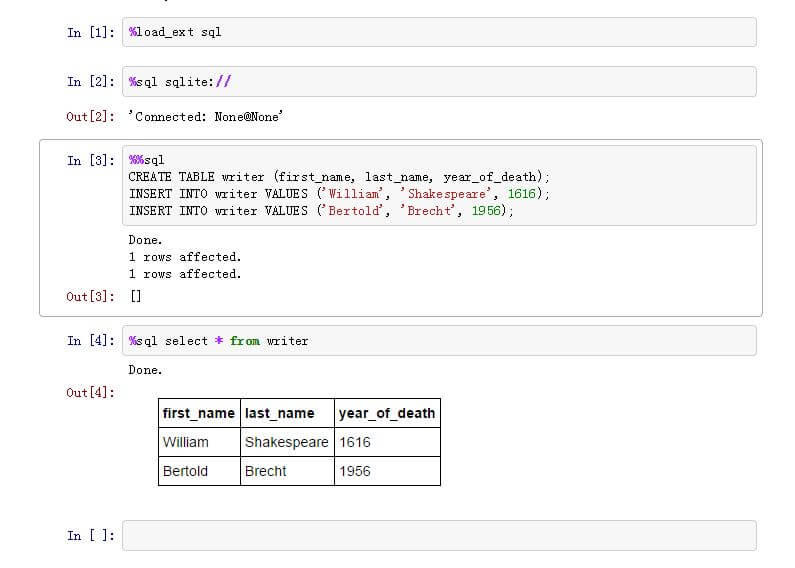 In [1]: %load_ext sql
In [2]: %sql sqlite://
Out[2]: 'Connected: None@None'
In [3]: %%sql
CREATE TABLE writer (first_name, last_name, year_of_death);
INSERT INTO writer VALUES ('William', 'Shakespeare', 1616);
INSERT INTO writer VALUES ('Bertold', 'Brecht', 1956);
Done.
1 rows affected.
1 rows affected.
Out[3]: []
In [4]: %sql select * from writer
Done.
Out[4]:
first_name last_name year_of_death
William Shakespeare 1616
Bertold Brecht 1956
In [ ]: